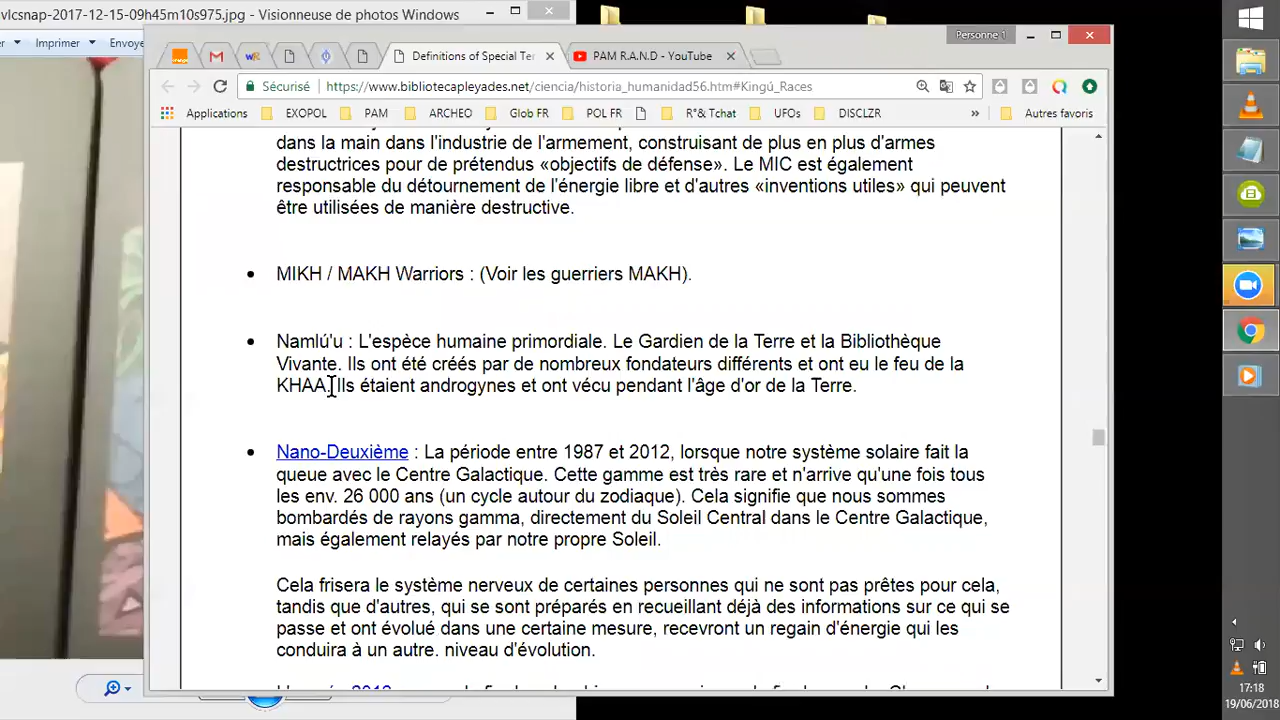 vlcsnap-2017-12-15-09h45m10s975.jpg - Visionneuse de photos Windows
Imprimer
Personne 1
Definitions of Special Ter
PAM R.A.N.D - YouTube
Sécurisé
https://www.bibliotecapleyades.net/ciencia/historia_humanidad56.htm#Kingú_Races
Applications
EXOPOL
PAM
ARCHEO
Glob FR
POL FR
R°& Tchat
UFOs
DISCLZR
»
Autres favoris
dans la main dans l'industrie de l'armement, construisant de plus en plus d'armes
destructrices pour de prétendus «objectifs de défense». Le MIC est également
responsable du détournement de l'énergie libre et d'autres «inventions utiles» qui peuvent
être utilisées de manière destructive.
MIKH / MAKH Warriors : (Voir les guerriers MAKH).
Namlú'u : L'espèce humaine primordiale. Le Gardien de la Terre et la Bibliothèque
Vivante. Ils ont été créés par de nombreux fondateurs différents et ont eu le feu de la
KHAA. Ils étaient androgynes et ont vécu pendant l'âge d'or de la Terre.
Nano-Deuxième : La période entre 1987 et 2012, lorsque notre système solaire fait la
queue avec le Centre Galactique. Cette gamme est très rare et n'arrive qu'une fois tous
les env. 26 000 ans (un cycle autour du zodiaque). Cela signifie que nous sommes
bombardés de rayons gamma, directement du Soleil Central dans le Centre Galactique,
mais également relayés par notre propre Soleil.
Cela frisera le système nerveux de certaines personnes qui ne sont pas prêtes pour cela,
tandis que d'autres, qui se sont préparés en recueillant déjà des informations sur ce qui se
passe et ont évolué dans une certaine mesure, recevront un regain d'énergie qui les
conduira à un autre. niveau d'évolution.
17:18
19/06/2018